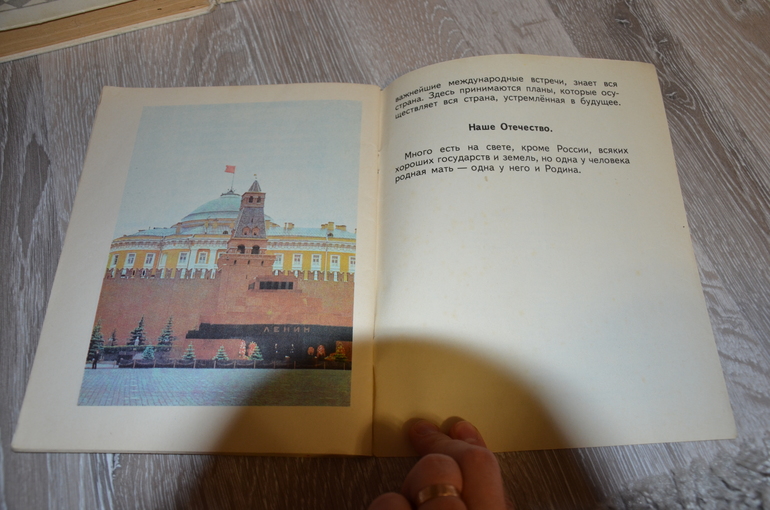 ЛЕНИН
важнейшие международные встречи, знает вся
страна. Здесь принимаются планы, которые осу-
ществляет вся страна, устремлённая в будущее.
Наше Отечество.
Много есть на свете, кроме России, всяких
хороших государств и земель, но одна у человека
родная мать — одна у него и Родина.